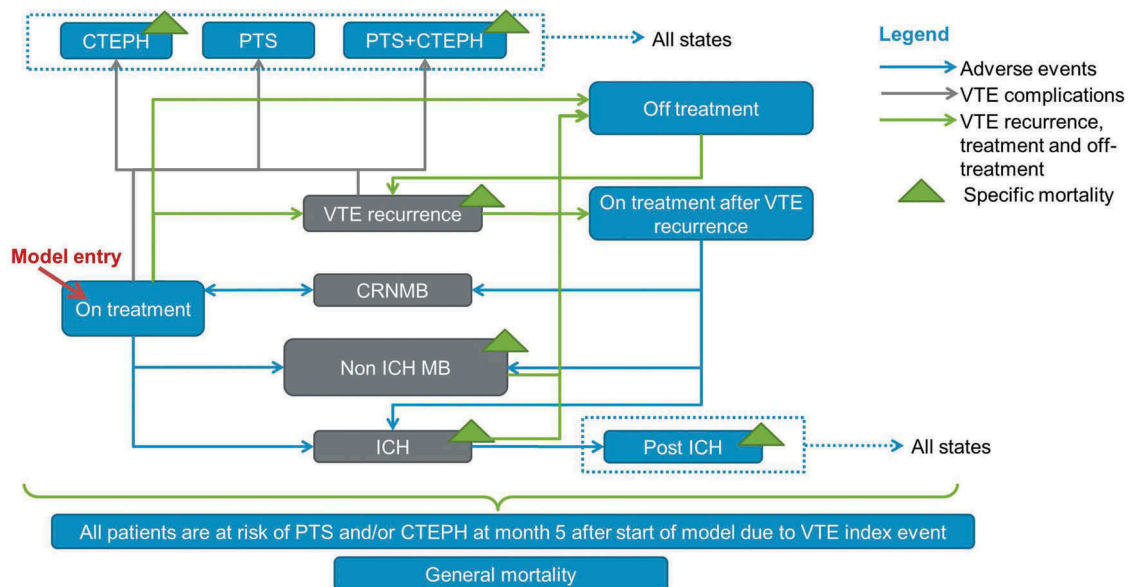 CTEPH
PTS
PTS+CTEPH
All states
Legend
Adverse events
VTE complications
VTE recurrence,
treatment and off-
treatment
Specific mortality
Off treatment
VTE recurrence
On treatment after VTE
recurrence
Model entry
On treatment
CRNMB
Non ICH MB
ICH
Post ICH
All states
All patients are at risk of PTS and/or CTEPH at month 5 after start of model due to VTE index event
General mortality